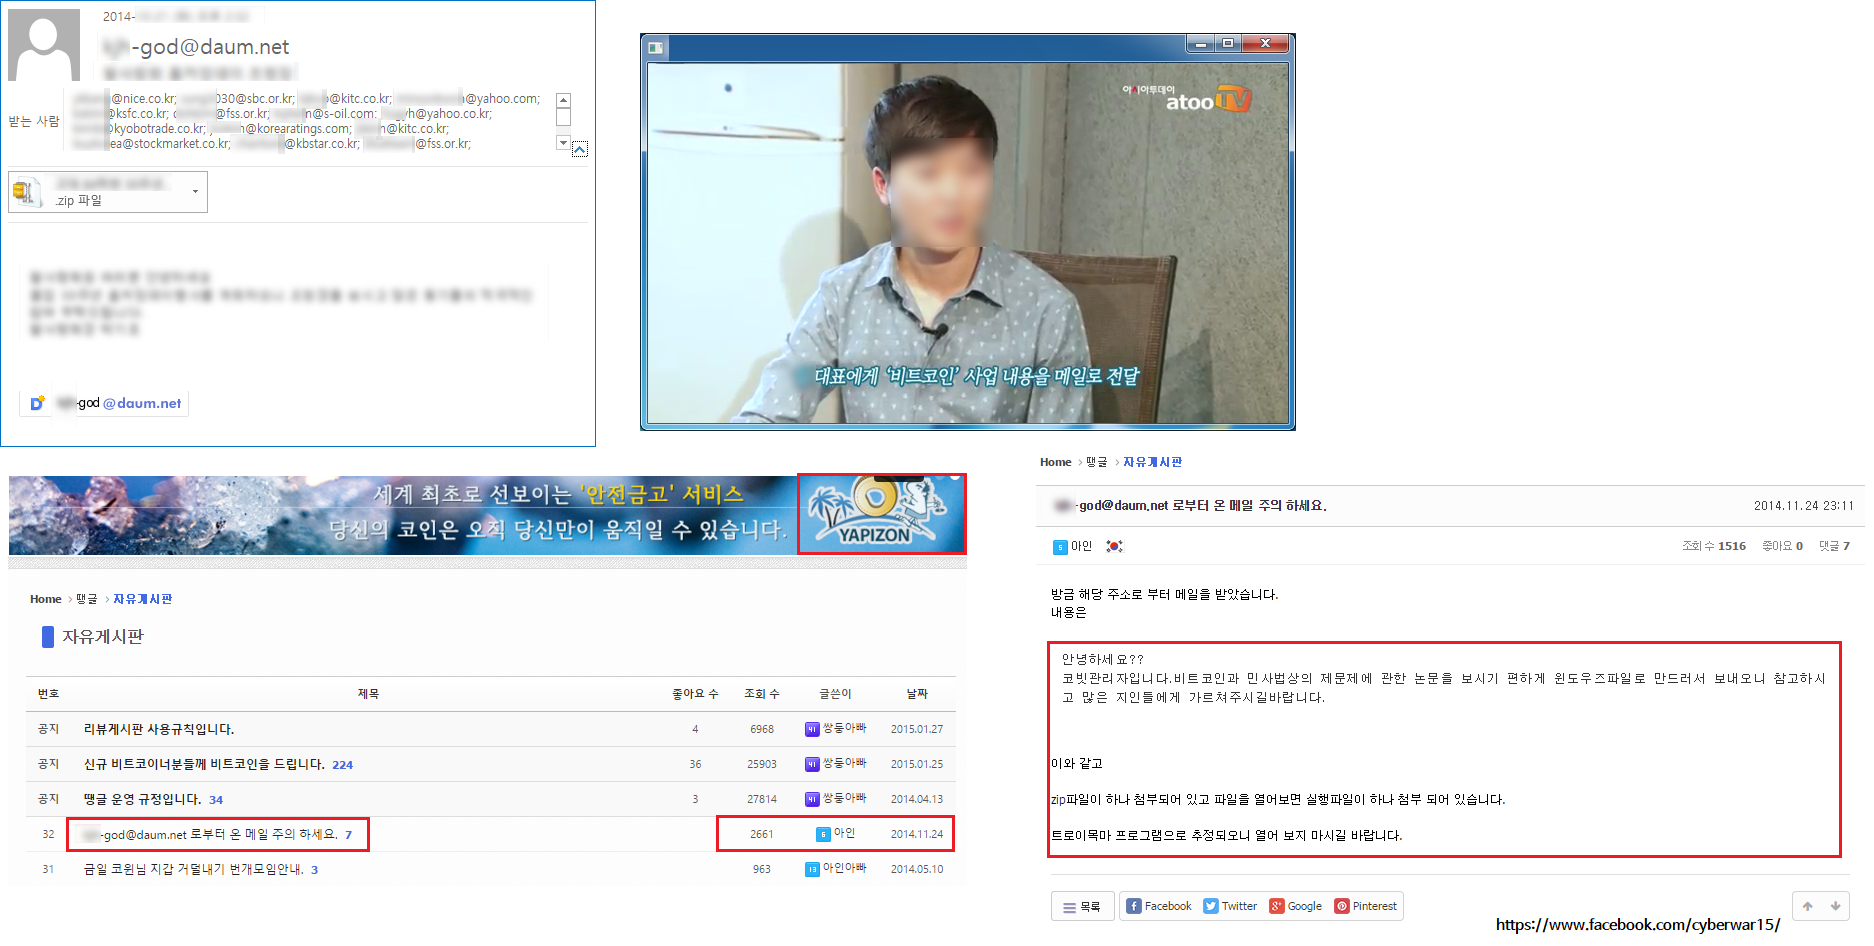 2014-
-god@daum.net
받는 사람
@nice.co.kr; 030@sbc.or.kr; @kitc.co.kr; @yahoo.com;
@ksfc.co.kr; @fss.or.kr; n@s-oil.com; yh@yahoo.co.kr;
@kyobotrade.co.kr; @korearatings.com; n@kitc.co.kr;
ea@stockmarket.co.kr; @kbstar.co.kr; @fss.or.kr;
.zip 파일
D -god @daum.net
아시아투데이
atooTV
대표에게 '비트코인' 사업 내용을 메일로 전달
세계 최초로 선보이는 '안전금고' 서비스
당신의 코인은 오직 당신만이 움직일 수 있습니다.
YAPIZON
Home > 땡글 > 자유게시판
자유게시판
번호 제목 좋아요 수 조회 수 글쓴이 날짜
공지 리뷰게시판 사용규칙입니다. 4 6968 41 쌍둥아빠 2015.01.27
공지 신규 비트코이너분들께 비트코인을 드립니다. 224 36 25903 41 쌍둥아빠 2015.01.25
공지 땡글 운영 규정입니다. 34 3 27814 41 쌍둥아빠 2014.04.13
32 -god@daum.net 로부터 온 메일 주의 하세요. 7 2661 아인 2014.11.24
31 금일 코윈님 지갑 거덜내기 번개모임안내. 3 963 13 아인아빠 2014.05.10
Home > 땡글 > 자유게시판
-god@daum.net 로부터 온 메일 주의 하세요. 2014.11.24 23:11
아인 조회 수 1516 좋아요 0 댓글 7
방금 해당 주소로 부터 메일을 받았습니다.
내용은
안녕하세요??
코빗관리자입니다.비트코인과 민사법상의 제문제에 관한 논문을 보시기 편하게 윈도우즈파일로 만드러서 보내오니 참고하시
고 많은 지인들에게 가르쳐주시길바랍니다.
이와 같고
zip파일이 하나 첨부되어 있고 파일을 열어보면 실행파일이 하나 첨부 되어 있습니다.
트로이목마 프로그램으로 추정되오니 열어 보지 마시길 바랍니다.
목록 Facebook Twitter Google Pinterest
https://www.facebook.com/cyberwar15/